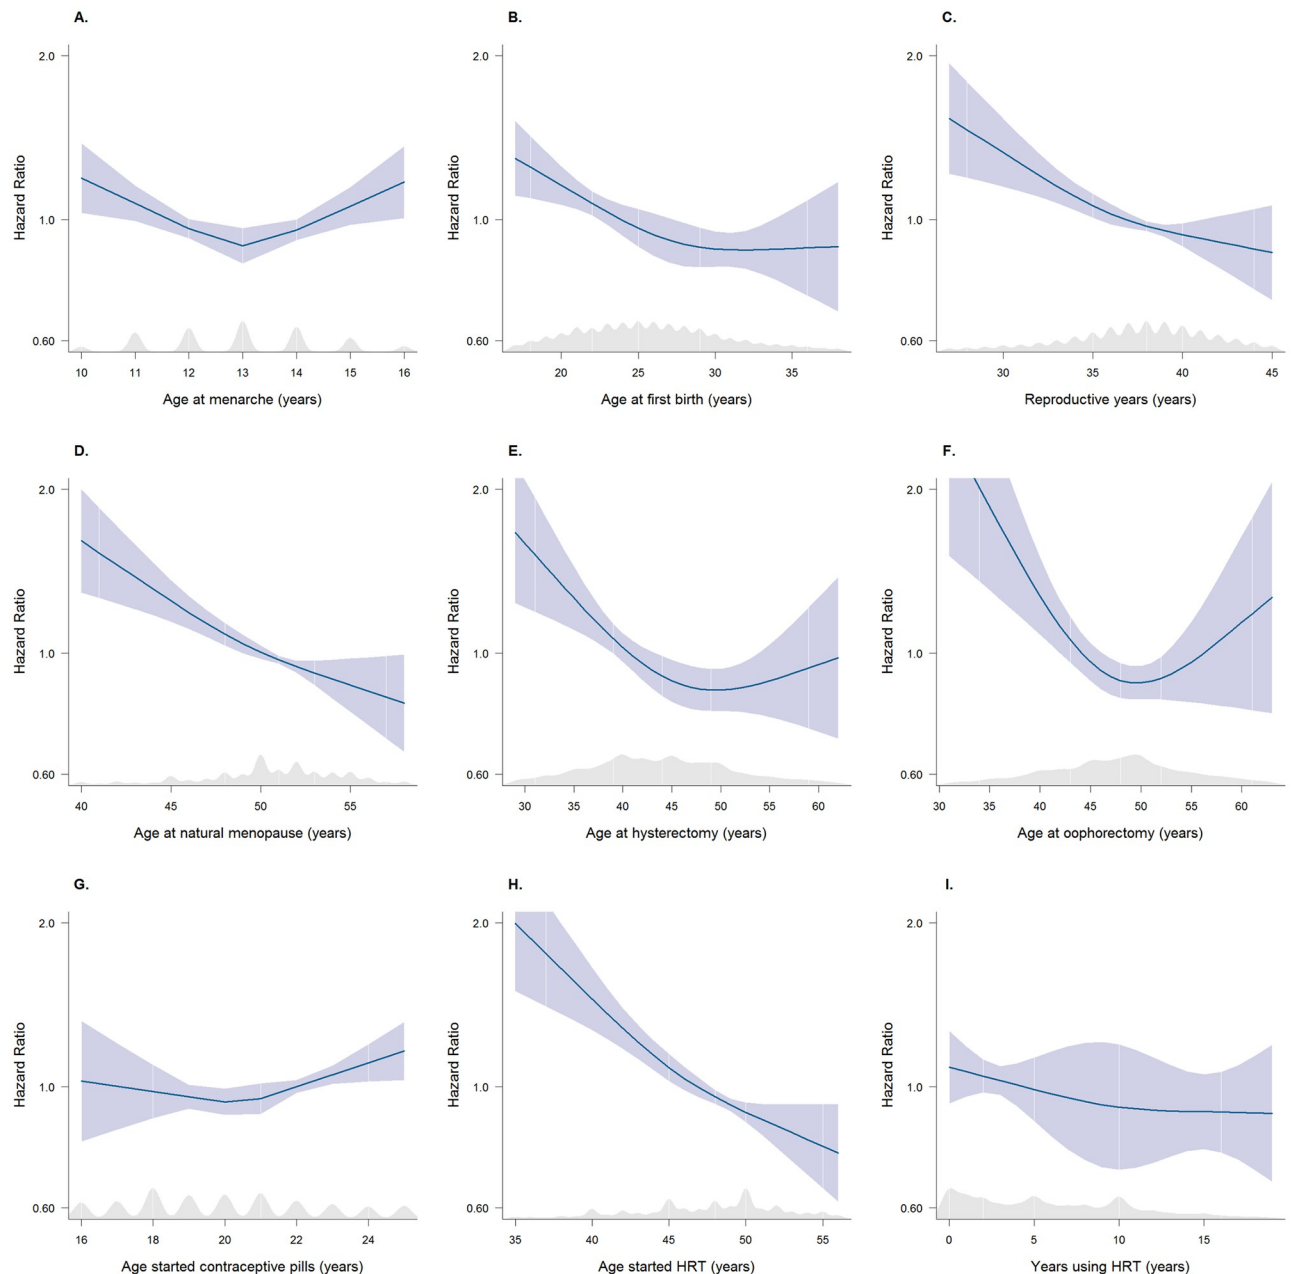 A.
2.0
1.0
0.60
Hazard Ratio
10 11 12 13 14 15 16
Age at menarche (years)
B.
2.0
1.0
0.60
Hazard Ratio
20 25 30 35
Age at first birth (years)
C.
2.0
1.0
0.60
Hazard Ratio
30 35 40 45
Reproductive years (years)
D.
2.0
1.0
0.60
Hazard Ratio
40 45 50 55
Age at natural menopause (years)
E.
2.0
1.0
0.60
Hazard Ratio
30 35 40 45 50 55 60
Age at hysterectomy (years)
F.
2.0
1.0
0.60
Hazard Ratio
30 35 40 45 50 55 60
Age at oophorectomy (years)
G.
2.0
1.0
0.60
Hazard Ratio
16 18 20 22 24
Age started contraceptive pills (years)
H.
2.0
1.0
0.60
Hazard Ratio
35 40 45 50 55
Age started HRT (years)
I.
2.0
1.0
0.60
Hazard Ratio
0 5 10 15
Years using HRT (years)